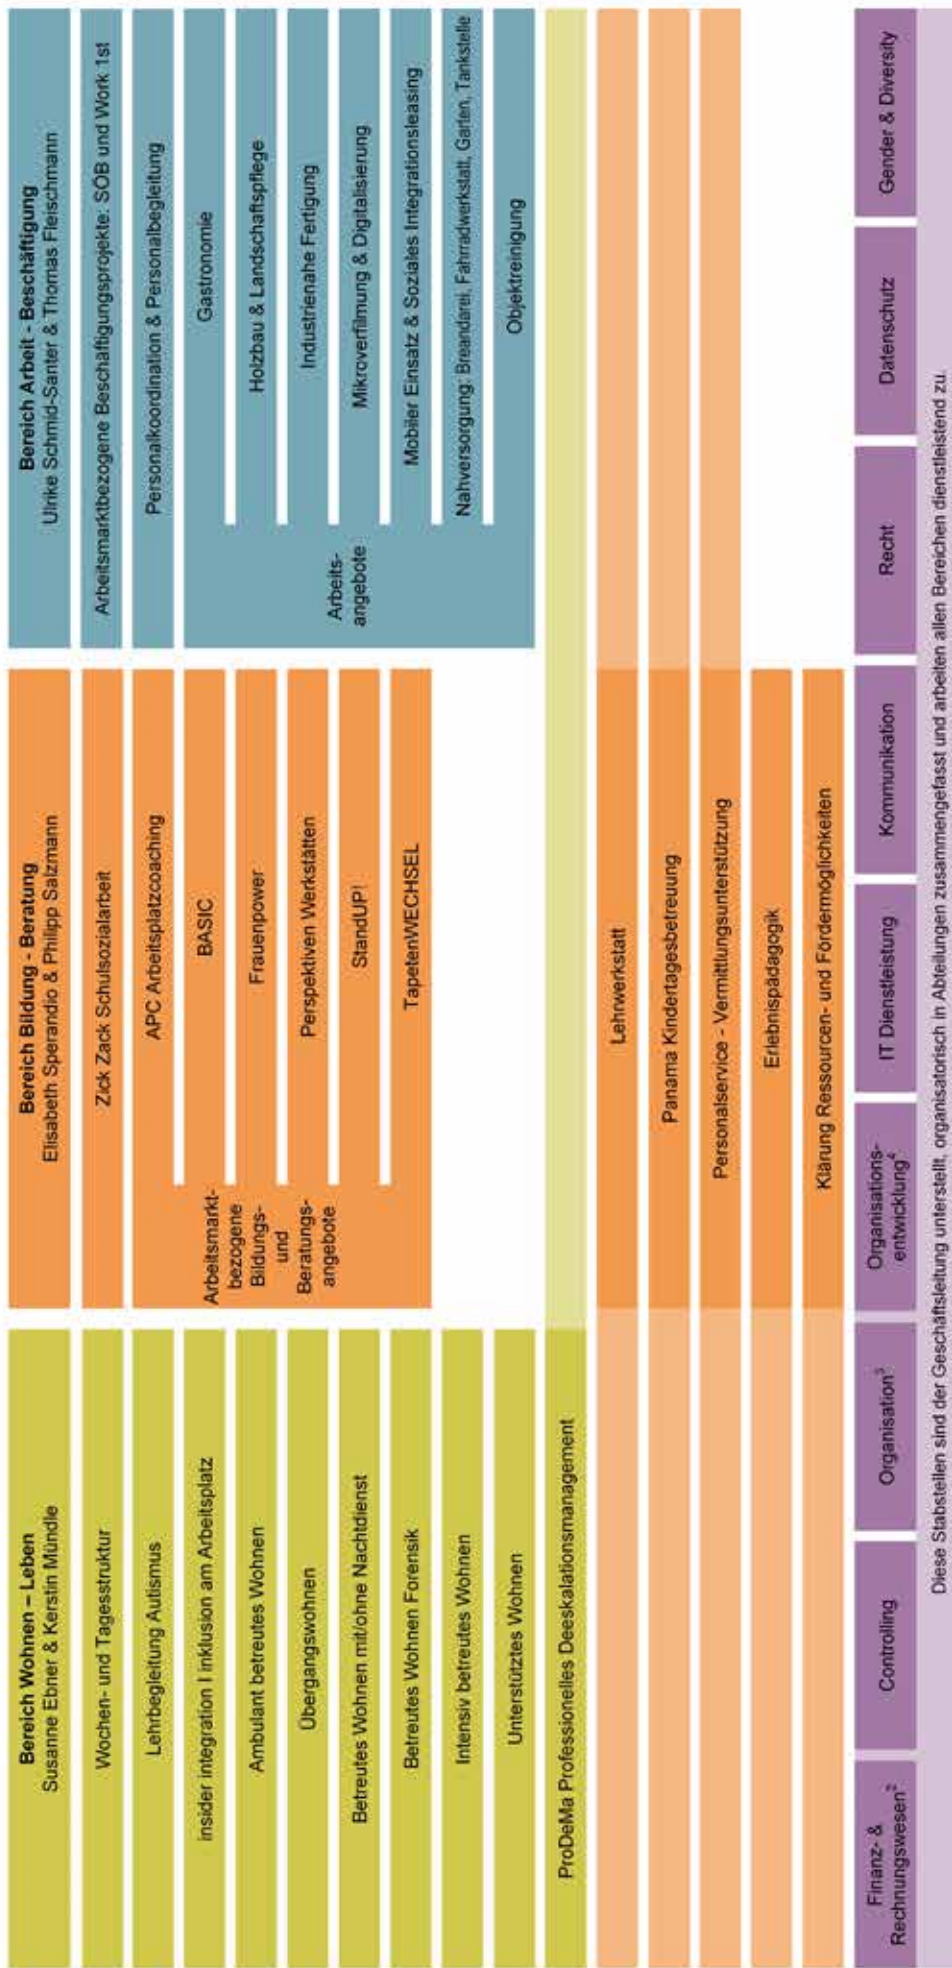 Bereich Wohnen – Leben
Susanne Ebner & Kerstin Mündle
Wochen- und Tagesstruktur
Lehrbegleitung Autismus
insider integration I inklusion am Arbeitsplatz
Ambulant betreutes Wohnen
Übergangswohnen
Betreutes Wohnen mit/ohne Nachtdienst
Betreutes Wohnen Forensik
Intensiv betreutes Wohnen
Unterstütztes Wohnen
ProDeMa Professionelles Deeskalationsmanagement
Bereich Bildung - Beratung
Elisabeth Sperandio & Philipp Salzmann
Zick Zack Schulsozialarbeit
Arbeitsmarkt-
bezogene
Bildungs-
und
Beratungs-
angebote
APC Arbeitsplatzcoaching
BASIC
Frauenpower
Perspektiven Werkstätten
StandUP!
TapetenWECHSEL
Lehrwerkstatt
Panama Kindertagesbetreuung
Personalservice - Vermittlungsunterstützung
Erlebnispädagogik
Klärung Ressourcen- und Fördermöglichkeiten
Bereich Arbeit - Beschäftigung
Ulrike Schmid-Santer & Thomas Fleischmann
Arbeitsmarktbezogene Beschäftigungsprojekte: SÖB und Work 1st
Personalkoordination & Personalbegleitung
Arbeits-
angebote
Gastronomie
Holzbau & Landschaftspflege
Industrienahe Fertigung
Mikroverfilmung & Digitalisierung
Mobiler Einsatz & Soziales Integrationsleasing
Nahversorgung: Breandarei, Fahrradwerkstatt, Garten, Tankstelle
Objektreinigung
Finanz- &
Rechnungswesen²
Controlling
Organisation³
Organisations-
entwicklung⁴
IT Dienstleistung
Kommunikation
Recht
Datenschutz
Gender & Diversity
Diese Stabstellen sind der Geschäftsleitung unterstellt, organisatorisch in Abteilungen zusammengefasst und arbeiten allen Bereichen dienstleistend zu.